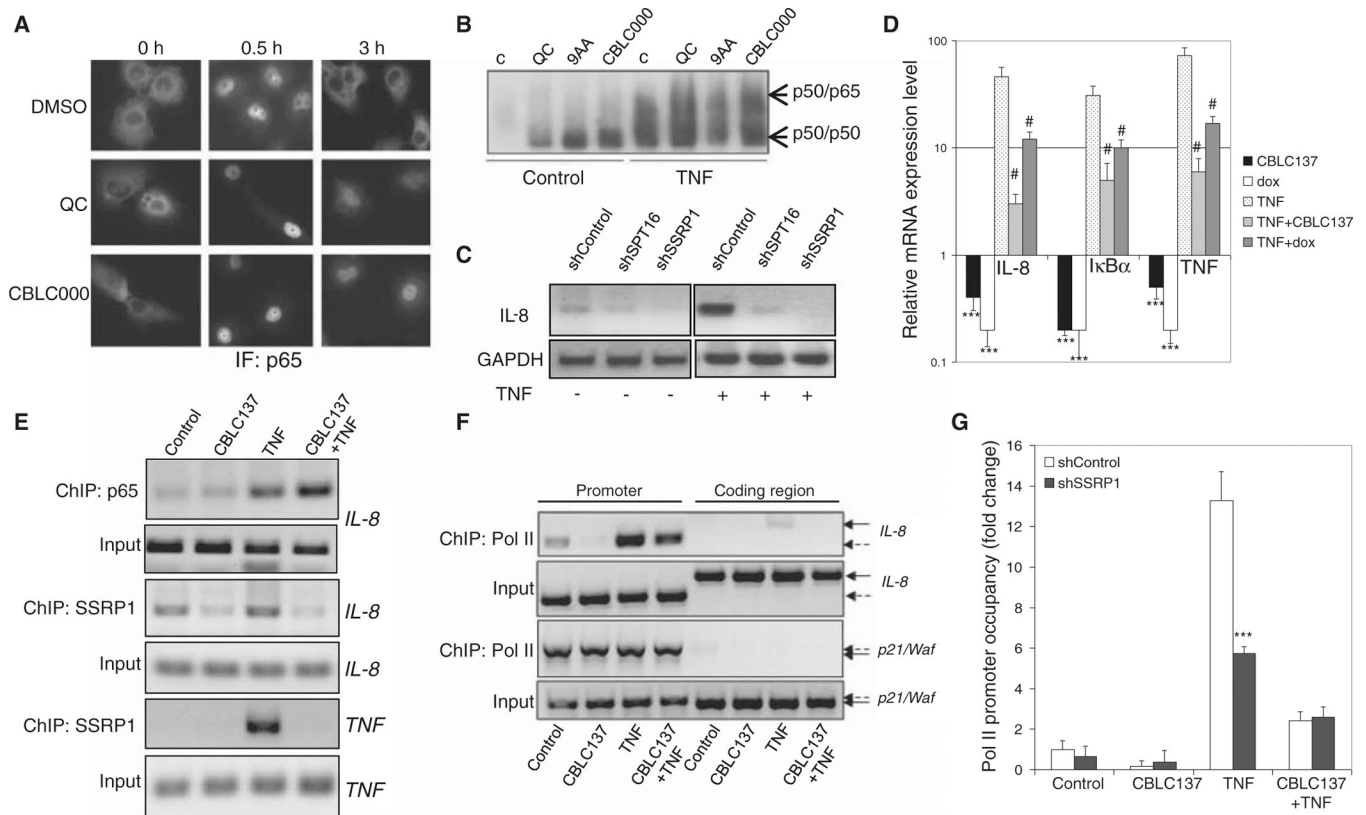 A
0 h
0.5 h
3 h
DMSO
QC
CBLC000
IF: p65
B
c
QC
9AA
CBLC000
c
QC
9AA
CBLC000
p50/p65
p50/p50
Control
TNF
C
shControl
shSPT16
shSSRP1
shControl
shSPT16
shSSRP1
IL-8
GAPDH
TNF
- - - + + +
D
Relative mRNA expression level
100
10
1
0.1
# # # # # #
IL-8
IκBα
TNF
*** *** *** *** *** ***
CBLC137
dox
TNF
TNF+CBLC137
TNF+dox
E
Control
CBLC137
TNF
CBLC137
+TNF
ChIP: p65
IL-8
Input
ChIP: SSRP1
IL-8
Input
IL-8
ChIP: SSRP1
TNF
Input
TNF
F
Promoter
Coding region
ChIP: Pol II
IL-8
Input
IL-8
ChIP: Pol II
p21/Waf
Input
p21/Waf
Control
CBLC137
TNF
CBLC137
+TNF
Control
CBLC137
TNF
CBLC137
+TNF
G
Pol II promoter occupancy (fold change)
16
14
12
10
8
6
4
2
0
shControl
shSSRP1
***
Control
CBLC137
TNF
CBLC137
+TNF